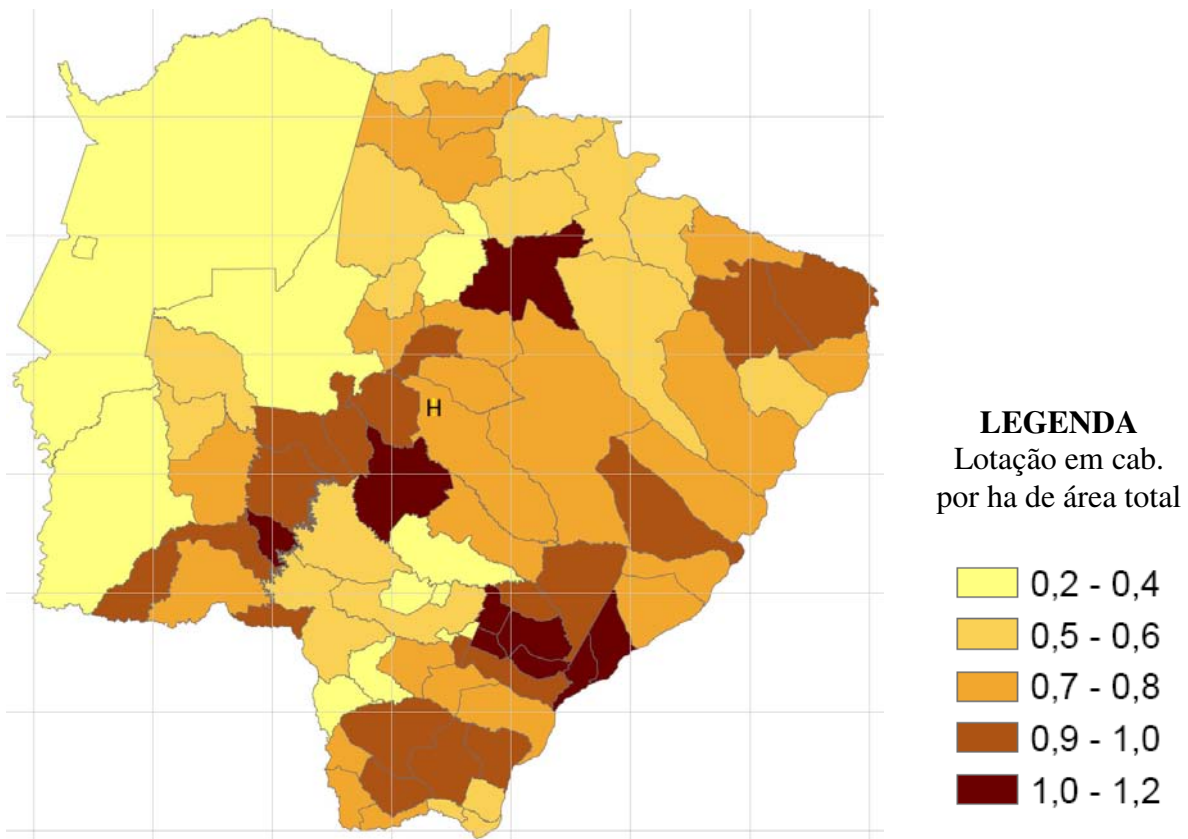 H
LEGENDA
Lotação em cab.
por ha de área total
0,2 - 0,4
0,5 - 0,6
0,7 - 0,8
0,9 - 1,0
1,0 - 1,2